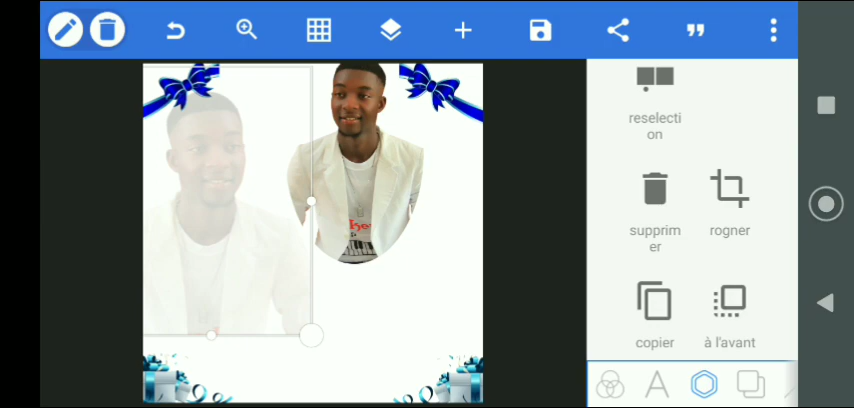 reselecti
on
supprim
er
rogner
copier
à l'avant